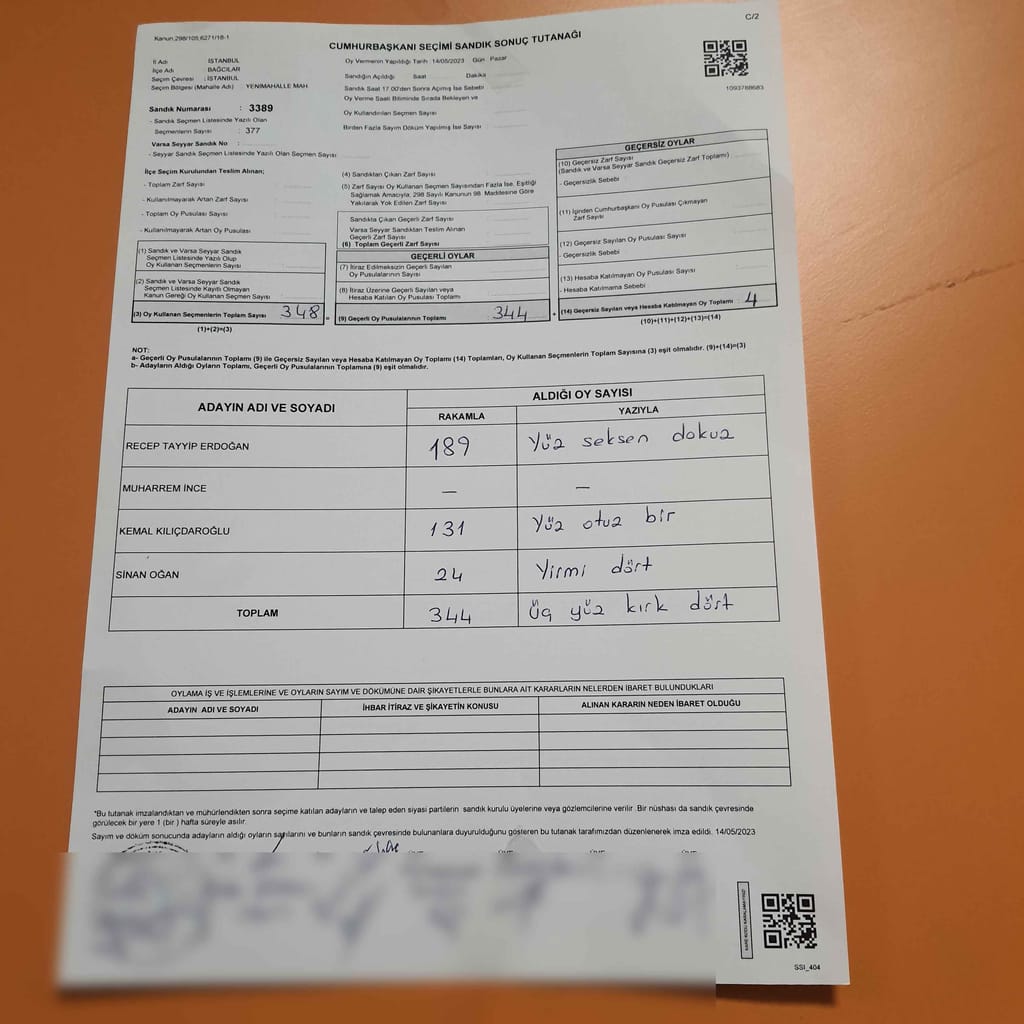 C/2
Kanun.298/105;6271/18-1
CUMHURBAŞKANI SEÇİMİ SANDIK SONUÇ TUTANAĞI
1093788683
İl Adı İSTANBUL
İlçe Adı BAĞCILAR
Seçim Çevresi : İSTANBUL
Seçim Bölgesi (Mahalle Adı) YENİMAHALLE MAH.
Sandık Numarası : 3389
- Sandık Seçmen Listesinde Yazılı Olan
Seçmenlerin Sayısı : 377
Varsa Seyyar Sandık No :
- Seyyar Sandık Seçmen Listesinde Yazılı Olan Seçmen Sayısı
Oy Vermenin Yapıldığı Tarih 14/05/2023 Gün Pazar
Sandığın Açıldığı Saat Dakika
Sandık Saat 17.00'den Sonra Açımış İse Sebebi
Oy Verine Saati Bitiminde Sırada Bekleyen ve
Oy Kullandırılan Seçmen Sayısı
Birden Fazla Sayım Döküm Yapılmış İse Sayısı :
İlçe Seçim Kurulundan Teslim Alınan;
- Toplam Zarf Sayısı
- Kullanılmayarak Artan Zarf Sayısı
- Toplam Oy Pusulası Sayısı
- Kullanılmayarak Artan Oy Pusulası
(1) Sandık ve Varsa Seyyar Sandık
Seçmen Listesinde Yazılı Olup
Oy Kullanan Seçmenlerin Sayısı
(2) Sandık ve Varsa Seyyar Sandık
Seçmen Listesinde Kayıtlı Olmayan
Kanun Gereği Oy Kullanan Seçmen Sayısı
(3) Oy Kullanan Seçmenlerin Toplam Sayısı 348 =
(1)+(2)=(3)
(4) Sandıktan Çıkan Zarf Sayısı
(5) Zarf Sayısı Oy Kullanan Seçmen Sayısından Fazla İse, Eşitliği
Sağlamak Amacıyla; 298 Sayılı Kanunun 98. Maddesine Göre
Yakılarak Yok Edilen Zarf Sayısı
Sandıkta Çıkan Geçerli Zarf Sayısı
Varsa Seyyar Sandıktan Teslim Alınan
Geçerli Zarf Sayısı
(6) Toplam Geçerli Zarf Sayısı
GEÇERLİ OYLAR
(7) İtiraz Edilmeksizin Geçerli Sayılan
Oy Pusulalarının Sayısı
(8) İtiraz Üzerine Geçerli Sayılan veya
Hesaba Katılan Oy Pusulası Toplamı
(9) Geçerli Oy Pusulalarının Toplamı : 344 +
GEÇERSİZ OYLAR
(10) Geçersiz Zarf Sayısı
(Sandık ve Varsa Seyyar Sandık Geçersiz Zarf Toplamı)
- Geçersizlik Sebebi
(11) İçinden Cumhurbaşkanı Oy Pusulası Çıkmayan
Zarf Sayısı
(12) Geçersiz Sayılan Oy Pusulası Sayısı
- Geçersizlik Sebebi
(13) Hesaba Katılmayan Oy Pusulası Sayısı
- Hesaba Katılmama Sebebi
(14) Geçersiz Sayılan veya Hesaba Katılmayan Oy Toplamı : 4
(10)+(11)+(12)+(13)=(14)
NOT:
a- Geçerli Oy Pusulalarının Toplamı (9) ile Geçersiz Sayılan veya Hesaba Katılmayan Oy Toplamı (14) Toplamları, Oy Kullanan Seçmenlerin Toplam Sayısına (3) eşit olmalıdır. (9)+(14)=(3)
b- Adayların Aldığı Oyların Toplamı, Geçerli Oy Pusulalarının Toplamına (9) eşit olmalıdır.
ADAYIN ADI VE SOYADI ALDIĞI OY SAYISI
RAKAMLA YAZIYLA
RECEP TAYYİP ERDOĞAN 189 Yüz seksen dokuz
MUHARREM İNCE — —
KEMAL KILIÇDAROĞLU 131 Yüz otuz bir
SİNAN OĞAN 24 Yirmi dört
TOPLAM 344 üç yüz kırk dört
OYLAMA İŞ VE İŞLEMLERİNE VE OYLARIN SAYIM VE DÖKÜMÜNE DAİR ŞİKAYETLERLE BUNLARA AİT KARARLARIN NELERDEN İBARET BULUNDUKLARI
ADAYIN ADI VE SOYADI İHBAR İTİRAZ VE ŞİKAYETİN KONUSU ALINAN KARARIN NEDEN İBARET OLDUĞU
*Bu tutanak imzalandıktan ve mühürlendikten sonra seçime katılan adayların ve talep eden siyasi partilerin sandık kurulu üyelerine veya gözlemcilerine verilir .Bir nüshası da sandık çevresinde
görülecek bir yere 1 (bir ) hafta süreyle asılır.
Sayım ve döküm sonucunda adayların aldığı oyların sayılarını ve bunların sandık çevresinde bulunanlara duyurulduğunu gösteren bu tutanak tarafımızdan düzenlenerek imza edildi. 14/05/2023
SSI_404